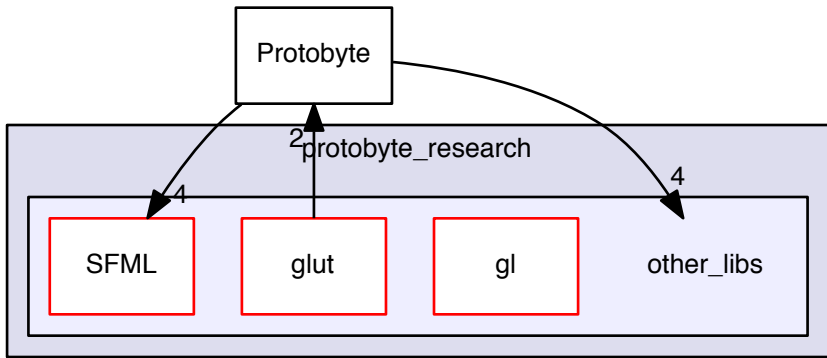 Protobyte
2
protobyte_research
4
4
SFML
glut
gl
other_libs